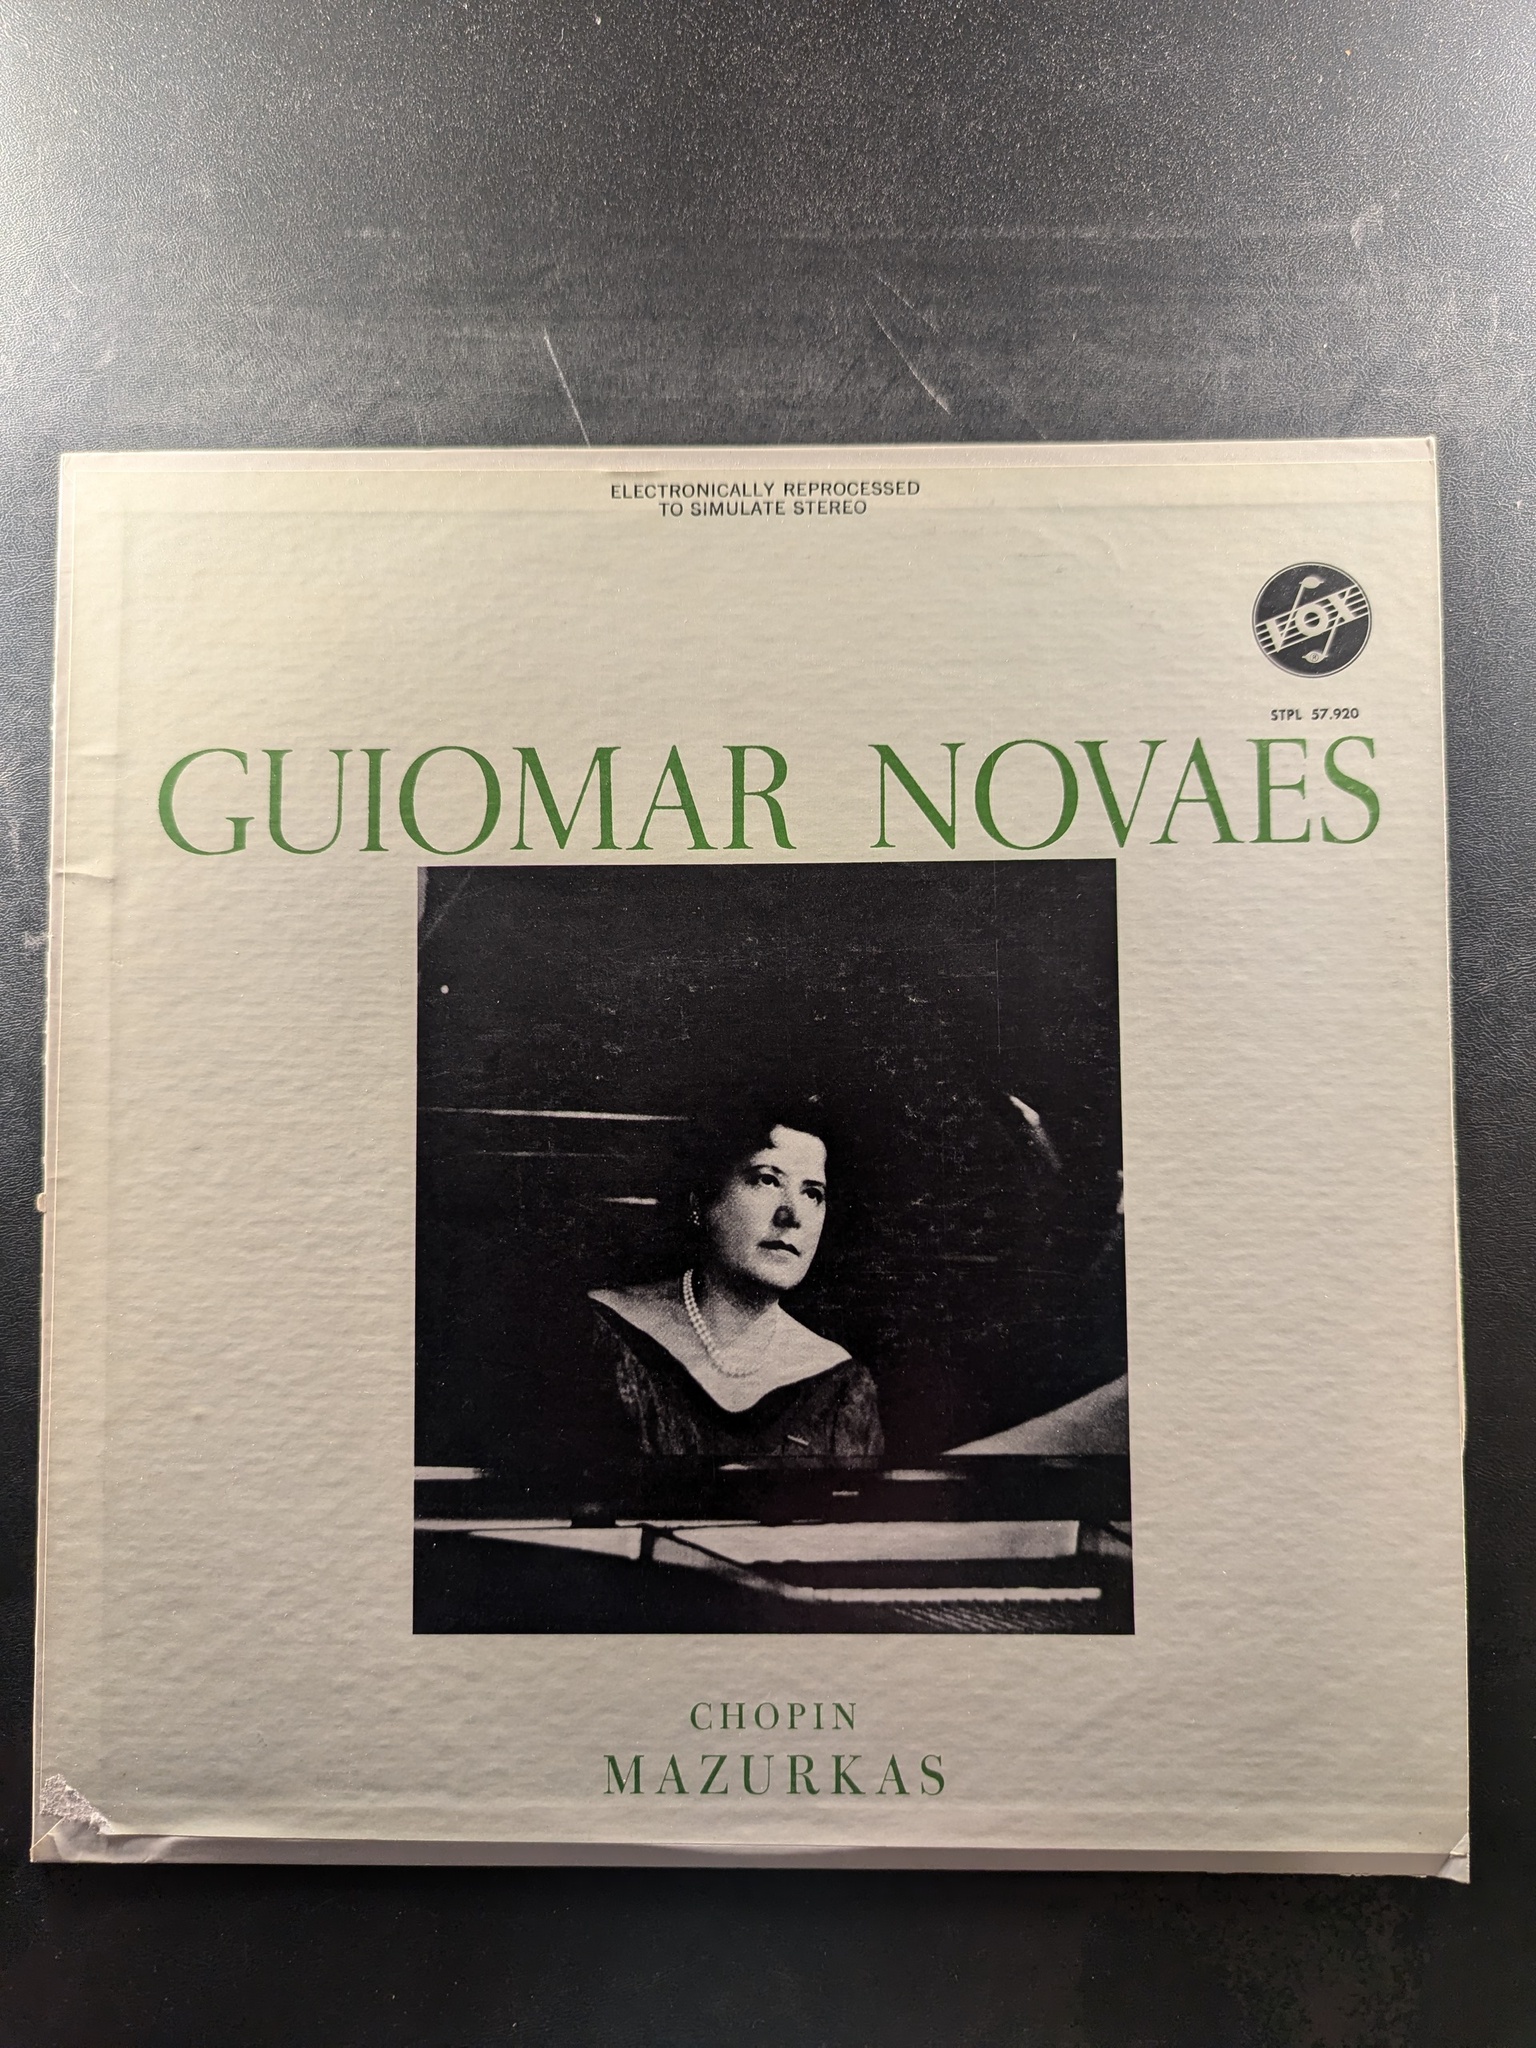 ELECTRONICALLY REPROCESSED
TO SIMULATE STEREO
VOX
STPL 57.920
GUIOMAR NOVAES
CHOPIN
MAZURKAS